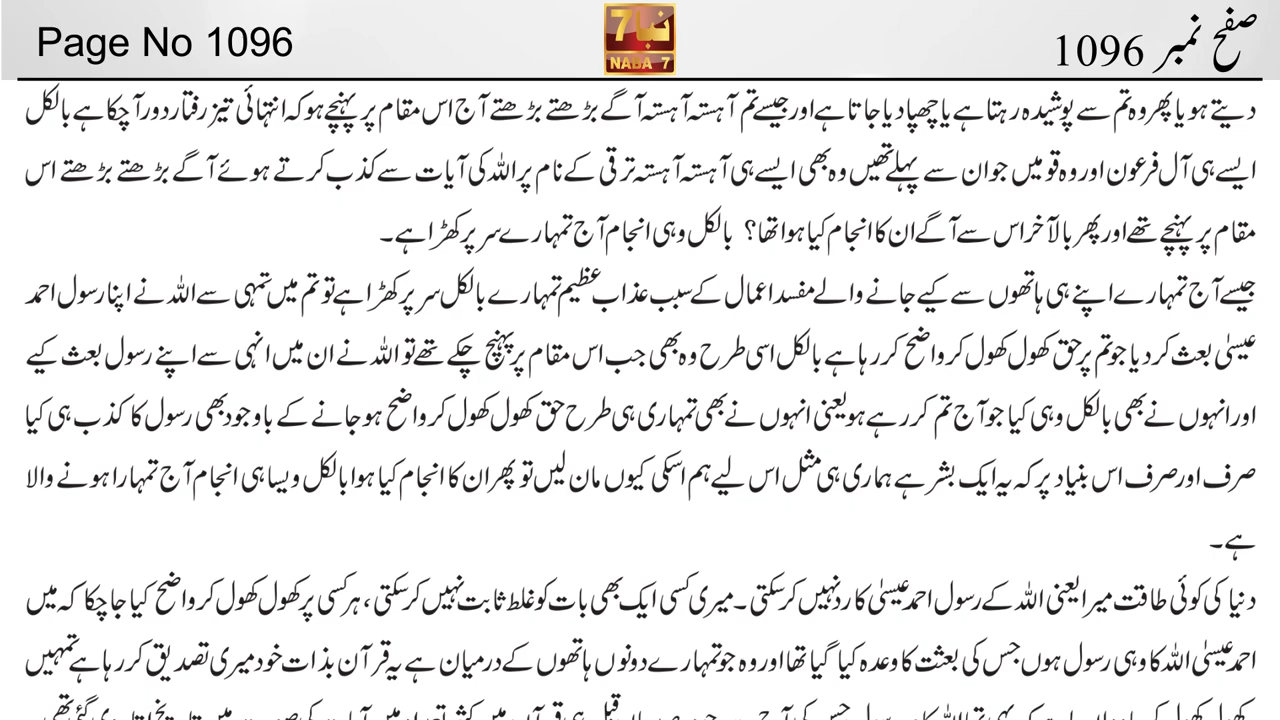 Page No 1096
نبا 7
NABA 7
صفح نمبر 1096
دیتے ہو یا پھر وہ تم سے پوشیدہ رہتا ہے یا چھپا دیا جاتا ہے اور جیسے تم آہستہ آہستہ آگے بڑھتے بڑھتے آج اس مقام پر پہنچے ہو کہ انتہائی تیز رفتار دور آ چکا ہے بالکل
ایسے ہی آل فرعون اور وہ قومیں جو ان سے پہلے تھیں وہ بھی ایسے ہی آہستہ آہستہ ترقی کے نام پر اللہ کی آیات سے کذب کرتے ہوئے آگے بڑھتے بڑھتے اس
مقام پر پہنچے تھے اور پھر بالآخر اس سے آگے ان کا انجام کیا ہوا تھا؟ بالکل وہی انجام آج تمہارے سر پر کھڑا ہے۔
جیسے آج تمہارے اپنے ہی ہاتھوں سے کیے جانے والے مفسد اعمال کے سبب عذاب عظیم تمہارے بالکل سر پر کھڑا ہے تو تم میں تمہی سے اللہ نے اپنا رسول احمد
عیسیٰ بعث کر دیا جو تم پر حق کھول کھول کر واضح کر رہا ہے بالکل اسی طرح وہ بھی جب اس مقام پر پہنچ چکے تھے تو اللہ نے ان میں انہی سے اپنے رسول بعث کیے
اور انہوں نے بھی بالکل وہی کیا جو آج تم کر رہے ہو یعنی انہوں نے بھی تمہاری ہی طرح حق کھول کھول کر واضح ہو جانے کے باوجود بھی رسول کا کذب ہی کیا
صرف اور صرف اس بنیاد پر کہ یہ ایک بشر ہے ہماری ہی مثل اس لیے ہم اسکی کیوں مان لیں تو پھر ان کا انجام کیا ہوا بالکل ویسا ہی انجام آج تمہارا ہونے والا
ہے۔
دنیا کی کوئی طاقت میرا یعنی اللہ کے رسول احمد عیسیٰ کا رد نہیں کر سکتی۔ میری کسی ایک بھی بات کو غلط ثابت نہیں کر سکتی، ہر کسی پر کھول کھول کر واضح کیا جا چکا کہ میں
احمد عیسیٰ اللہ کا وہی رسول ہوں جس کی بعثت کا وعدہ کیا گیا تھا اور وہ جو تمہارے دونوں ہاتھوں کے درمیان ہے یہ قرآن بذات خود میری تصدیق کر رہا ہے تمہیں